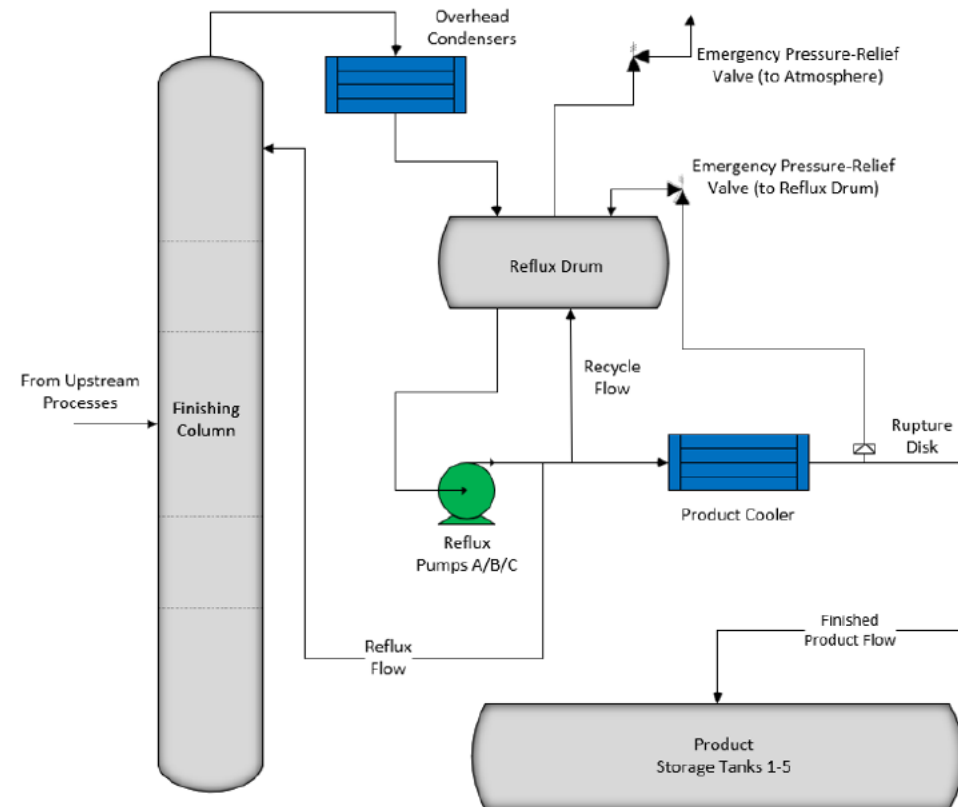 Overhead
Condensers
Emergency Pressure-Relief
Valve (to Atmosphere)
Emergency Pressure-Relief
Valve (to Reflux Drum)
Reflux Drum
From Upstream
Processes
Finishing
Column
Recycle
Flow
Rupture
Disk
Product Cooler
Reflux
Pumps A/B/C
Reflux
Flow
Finished
Product Flow
Product
Storage Tanks 1-5